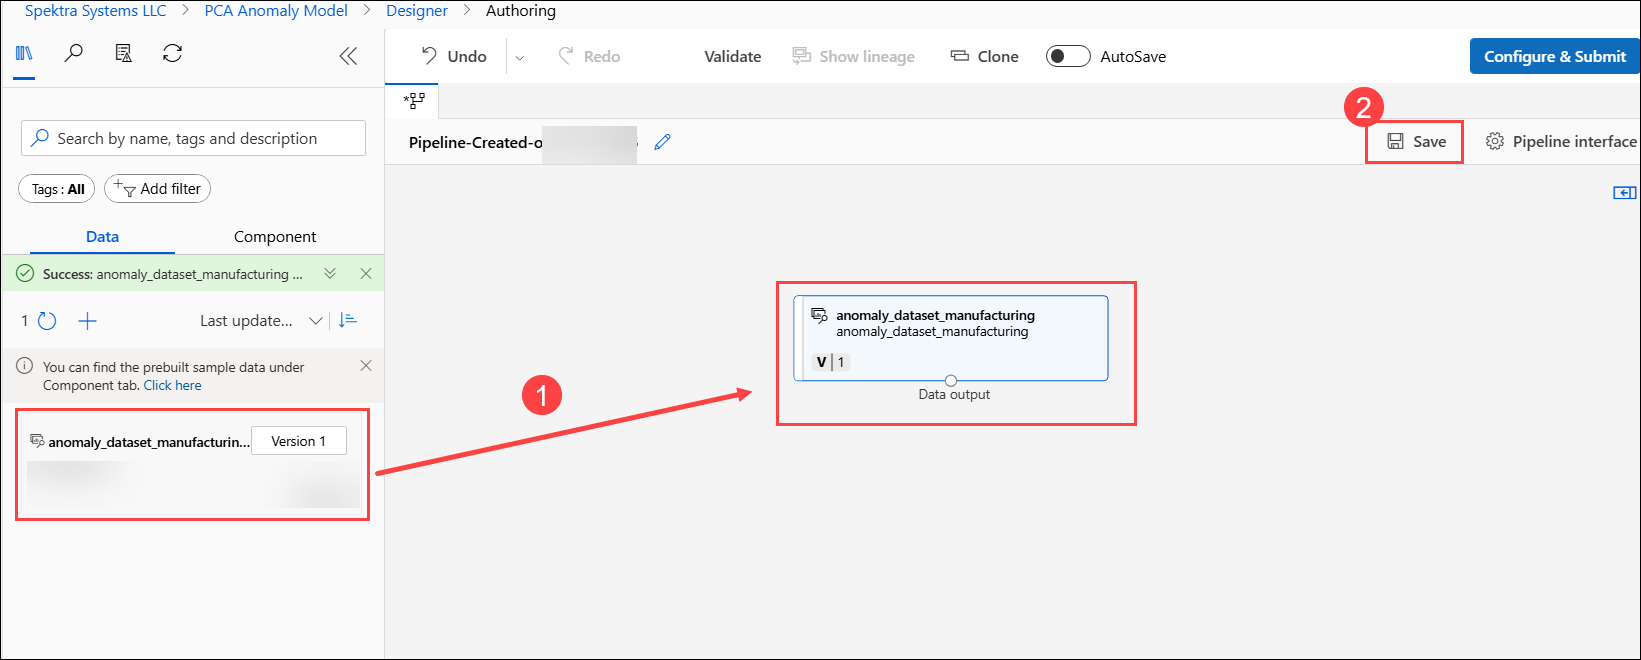 Spektra Systems LLC > PCA Anomaly Model > Designer > Authoring
Undo Redo Validate Show lineage Clone AutoSave Configure & Submit
Search by name, tags and description
Tags : All Add filter
Data Component
Success: anomaly_dataset_manufacturing ...
1 Last update...
You can find the prebuilt sample data under
Component tab. Click here
anomaly_dataset_manufacturin... Version 1
Pipeline-Created-o
2
Save Pipeline interface
1
anomaly_dataset_manufacturing
anomaly_dataset_manufacturing
V | 1
Data output